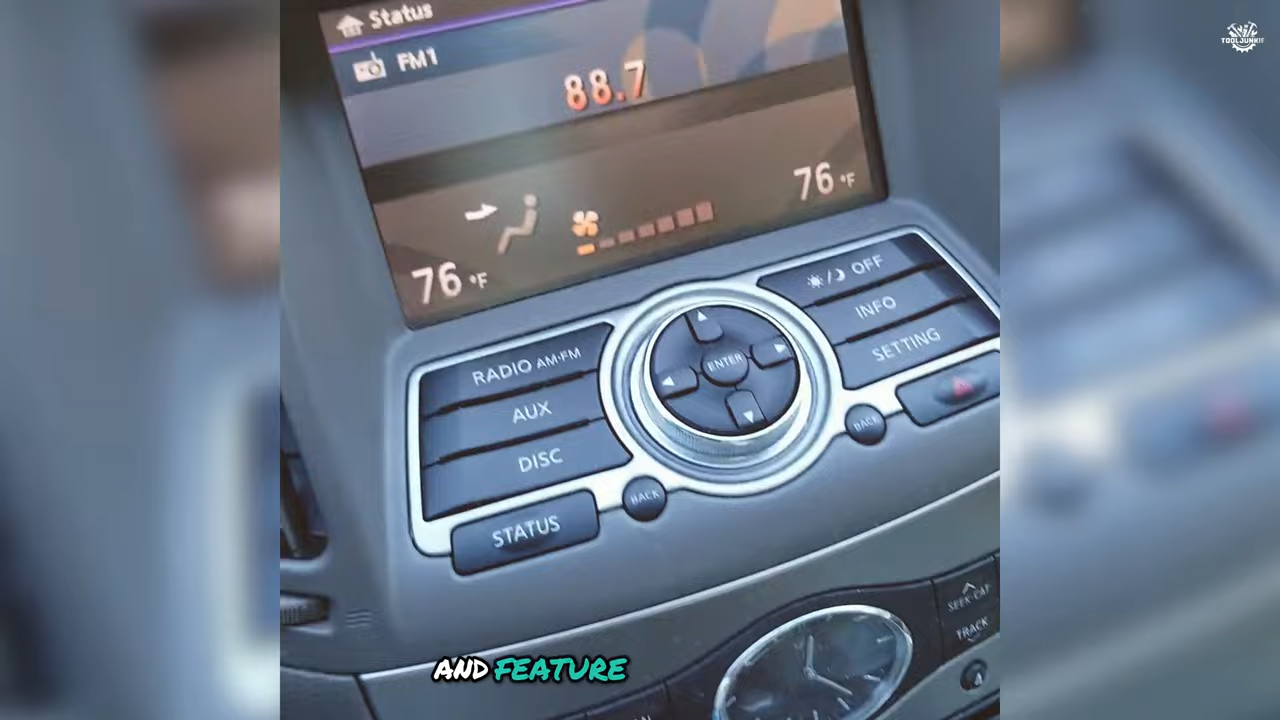 Status
FM1
88.7
76 °F
76 °F
OFF
INFO
SETTING
RADIO AM·FM
AUX
DISC
STATUS
ENTER
BACK
BACK
SEEK·CAT
TRACK
AND FEATURE
TOOLJUNKIE